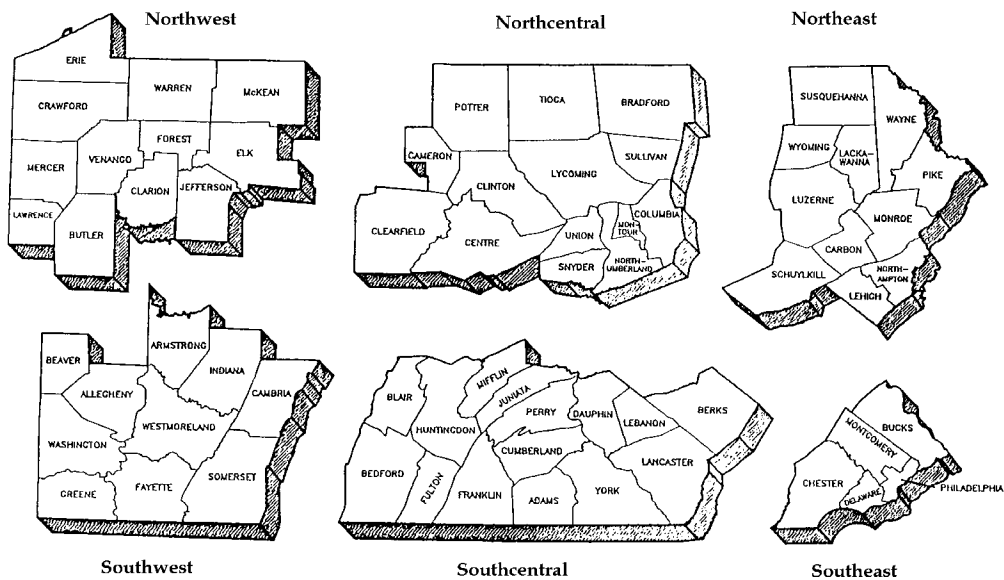 Northwest
ERIE
CRAWFORD
WARREN
McKEAN
FOREST
VENANGO
ELK
MERCER
CLARION
JEFFERSON
LAWRENCE
BUTLER
Northcentral
POTTER
TIOGA
BRADFORD
CAMERON
SULLIVAN
LYCOMING
CLINTON
COLUMBIA
CLEARFIELD
CENTRE
UNION
MON-
TOUR
SNYDER
NORTH-
UMBERLAND
Northeast
SUSQUEHANNA
WAYNE
WYOMING
LACKA-
WANNA
PIKE
LUZERNE
MONROE
CARBON
SCHUYLKILL
NORTH-
AMPTON
LEHIGH
ARMSTRONG
BEAVER
INDIANA
ALLEGHENY
CAMBRIA
WESTMORELAND
WASHINGTON
SOMERSET
FAYETTE
GREENE
Southwest
MIFFLIN
BLAIR
JUNIATA
PERRY
DAUPHIN
BERKS
LEBANON
HUNTINGDON
CUMBERLAND
LANCASTER
BEDFORD
FULTON
FRANKLIN
ADAMS
YORK
Southcentral
BUCKS
MONTGOMERY
CHESTER
DELAWARE
PHILADELPHIA
Southeast